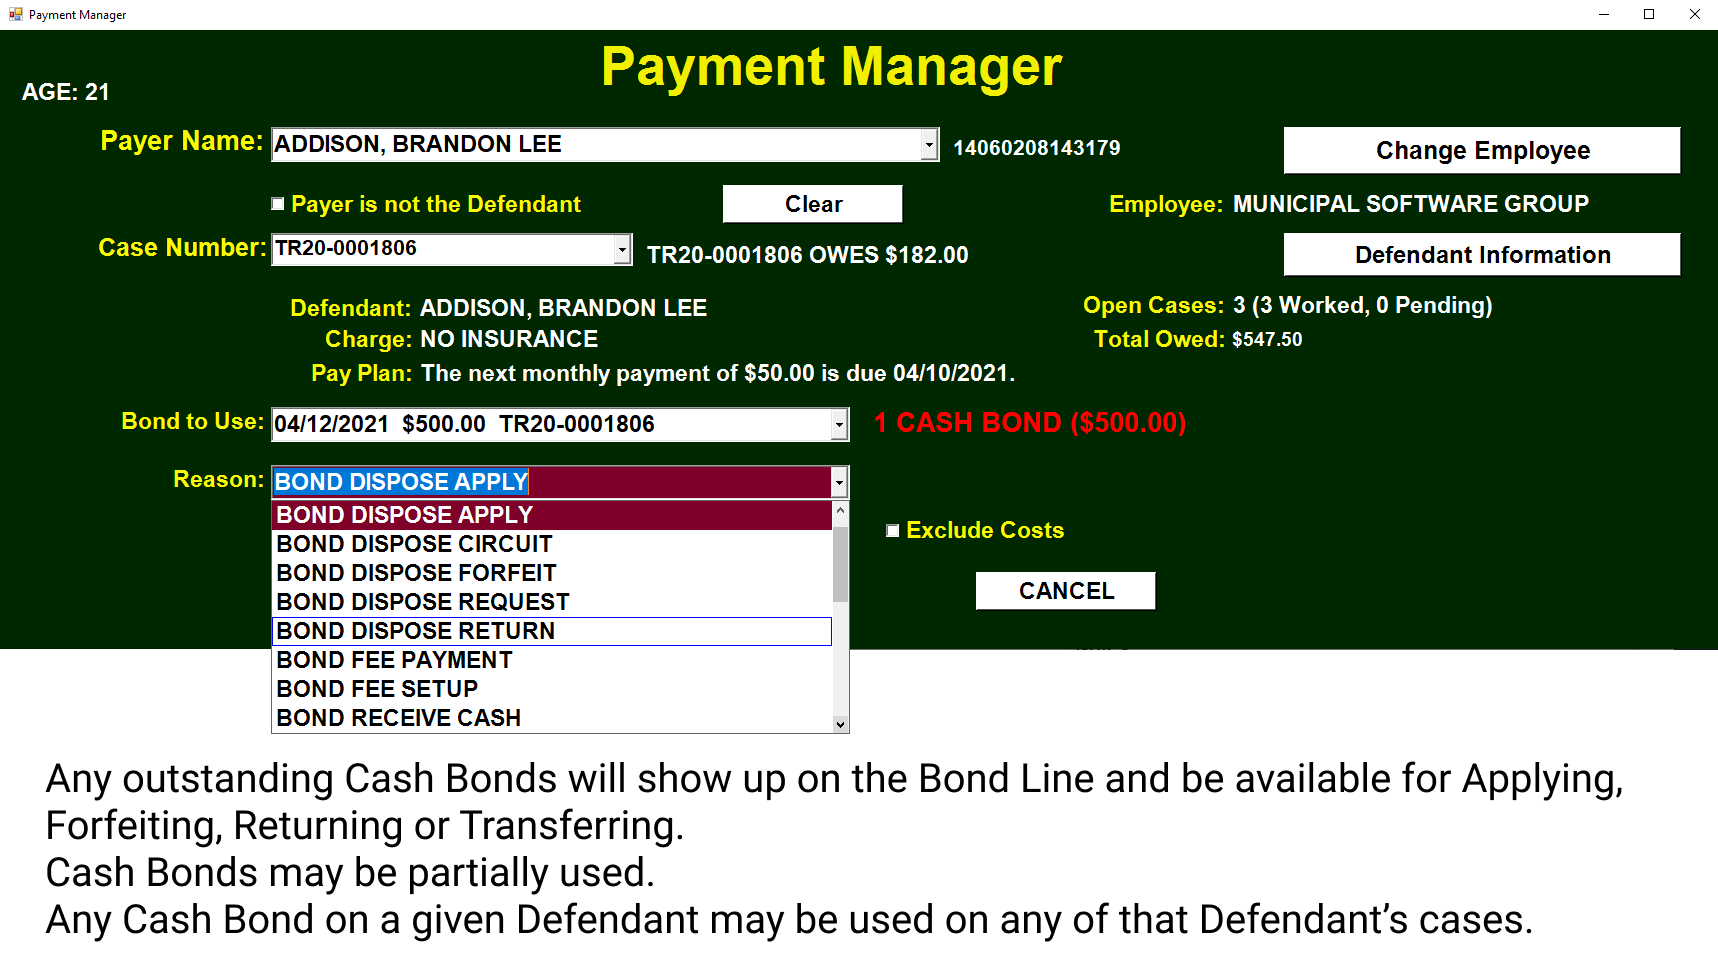 Payment Manager
Payment Manager
AGE: 21
Payer Name: ADDISON, BRANDON LEE 14060208143179 Change Employee
Payer is not the Defendant Clear Employee: MUNICIPAL SOFTWARE GROUP
Case Number: TR20-0001806 TR20-0001806 OWES $182.00 Defendant Information
Defendant: ADDISON, BRANDON LEE Open Cases: 3 (3 Worked, 0 Pending)
Charge: NO INSURANCE Total Owed: $547.50
Pay Plan: The next monthly payment of $50.00 is due 04/10/2021.
Bond to Use: 04/12/2021 $500.00 TR20-0001806 1 CASH BOND ($500.00)
Reason: BOND DISPOSE APPLY
BOND DISPOSE APPLY
Exclude Costs
BOND DISPOSE CIRCUIT
BOND DISPOSE FORFEIT
CANCEL
BOND DISPOSE REQUEST
BOND DISPOSE RETURN
BOND FEE PAYMENT
BOND FEE SETUP
BOND RECEIVE CASH
Any outstanding Cash Bonds will show up on the Bond Line and be available for Applying,
Forfeiting, Returning or Transferring.
Cash Bonds may be partially used.
Any Cash Bond on a given Defendant may be used on any of that Defendant’s cases.